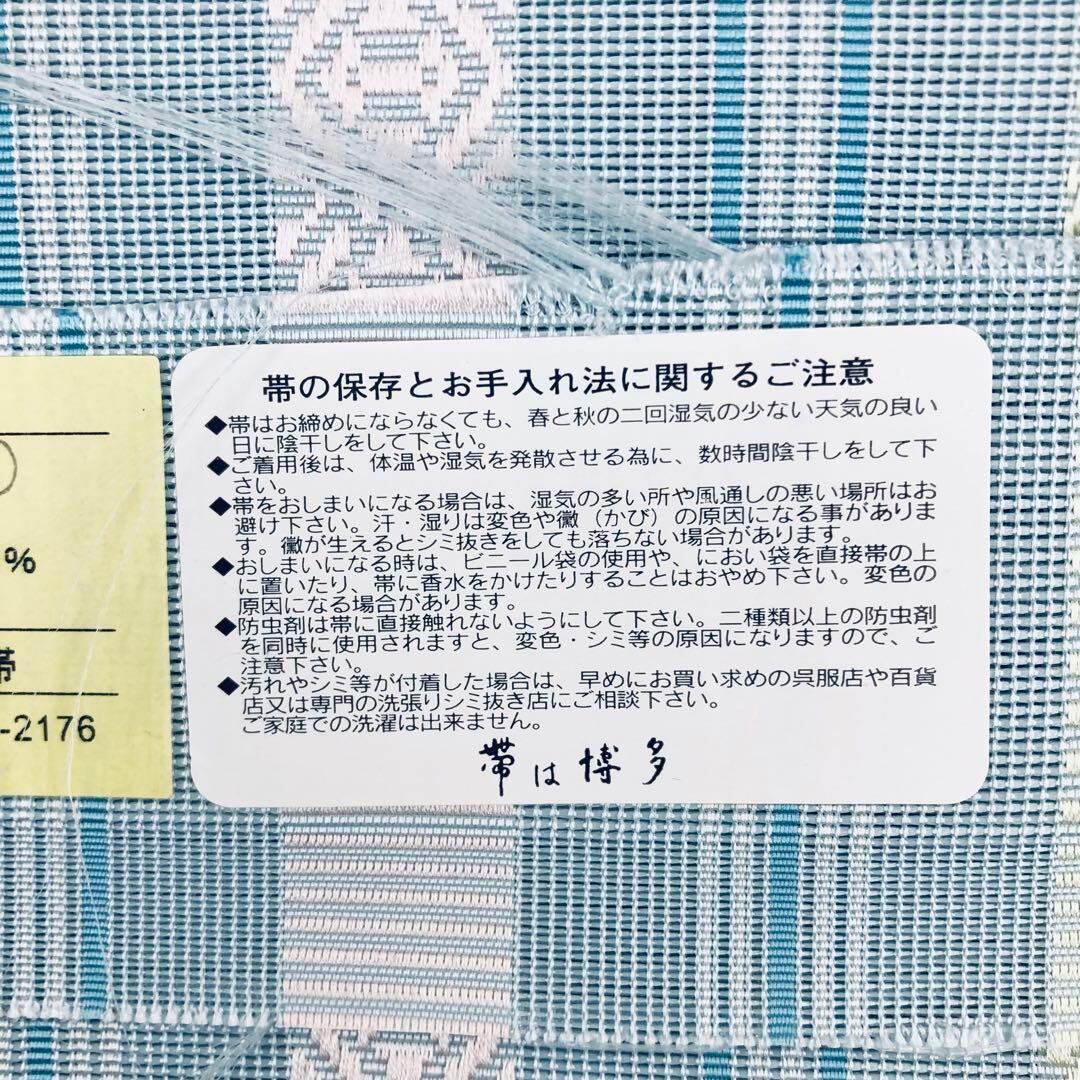 帯の保存とお手入れ法に関するご注意
◆帯はお締めにならなくても、春と秋の二回湿気の少ない天気の良い
日に陰干しをして下さい。
◆ご着用後は、体温や湿気を発散させる為に、数時間陰干しをして下
さい。
◆帯をおしまいになる場合は、湿気の多い所や風通しの悪い場所はお
避け下さい。汗・湿りは変色や黴（かび）の原因になる事がありま
す。黴が生えるとシミ抜きをしても落ちない場合があります。
◆おしまいになる時は、ビニール袋の使用や、におい袋を直接帯の上
に置いたり、帯に香水をかけたりすることはおやめ下さい。変色の
原因になる場合があります。
◆防虫剤は帯に直接触れないようにして下さい。二種類以上の防虫剤
を同時に使用されますと、変色・シミ等の原因になりますので、ご
注意下さい。
◆汚れやシミ等が付着した場合は、早めにお買い求めの呉服店や百貨
店又は専門の洗張りシミ抜き店にご相談下さい。
ご家庭での洗濯は出来ません。
帯は博多
%
帯
-2176